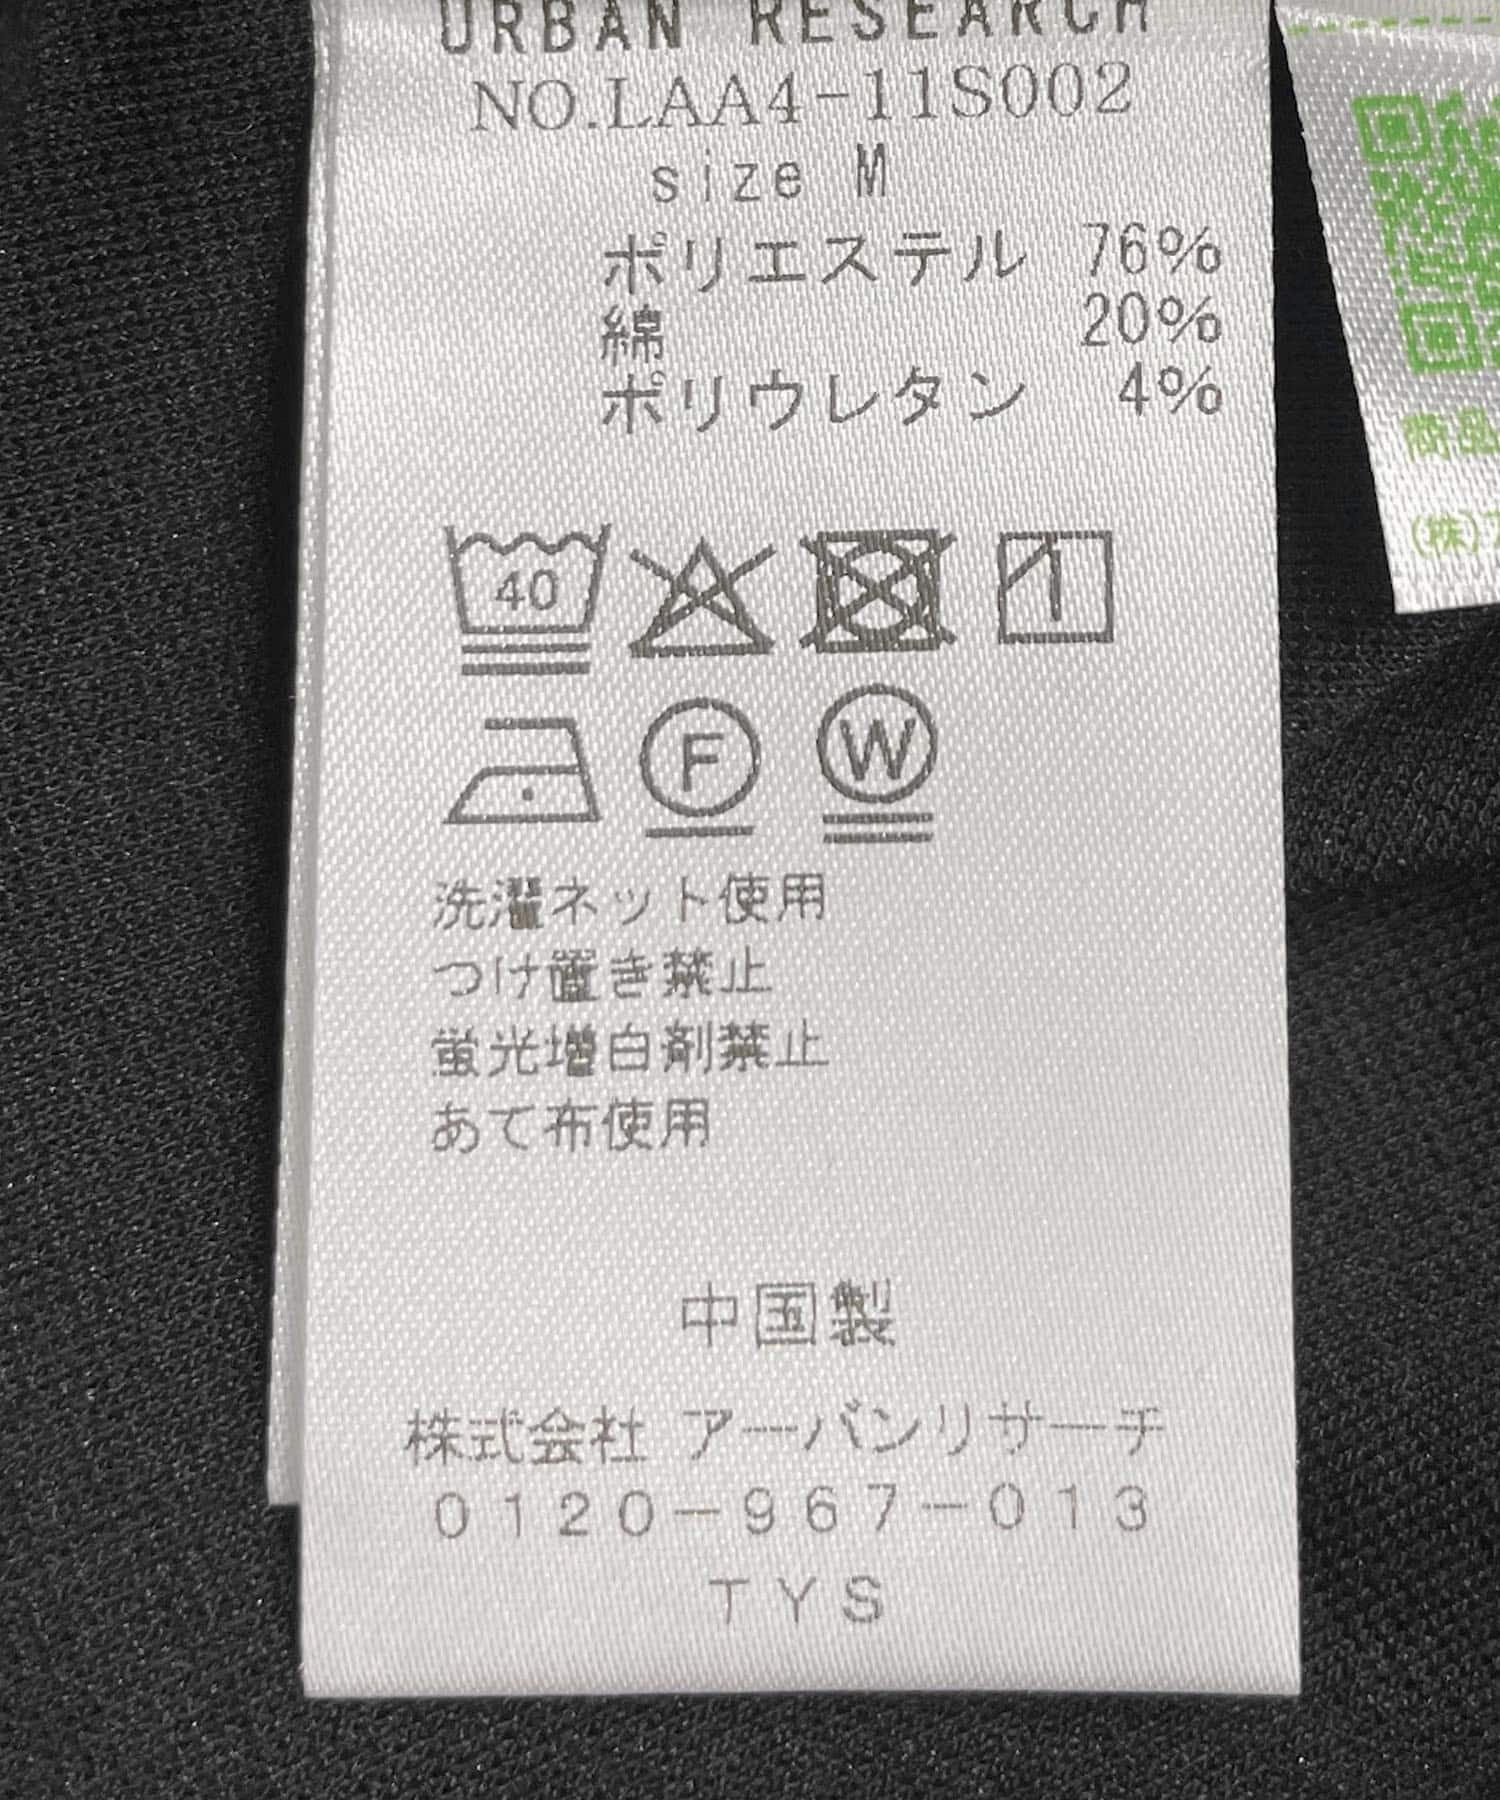 URBAN RESEARCH
NO.LAA4-11S002
size M
ポリエステル 76%
綿 20%
ポリウレタン 4%
40
F
W
洗濯ネット使用
つけ置き禁止
蛍光増白剤禁止
あて布使用
中国製
株式会社 アーバンリサーチ
0120-967-013
TYS
商品
(株)